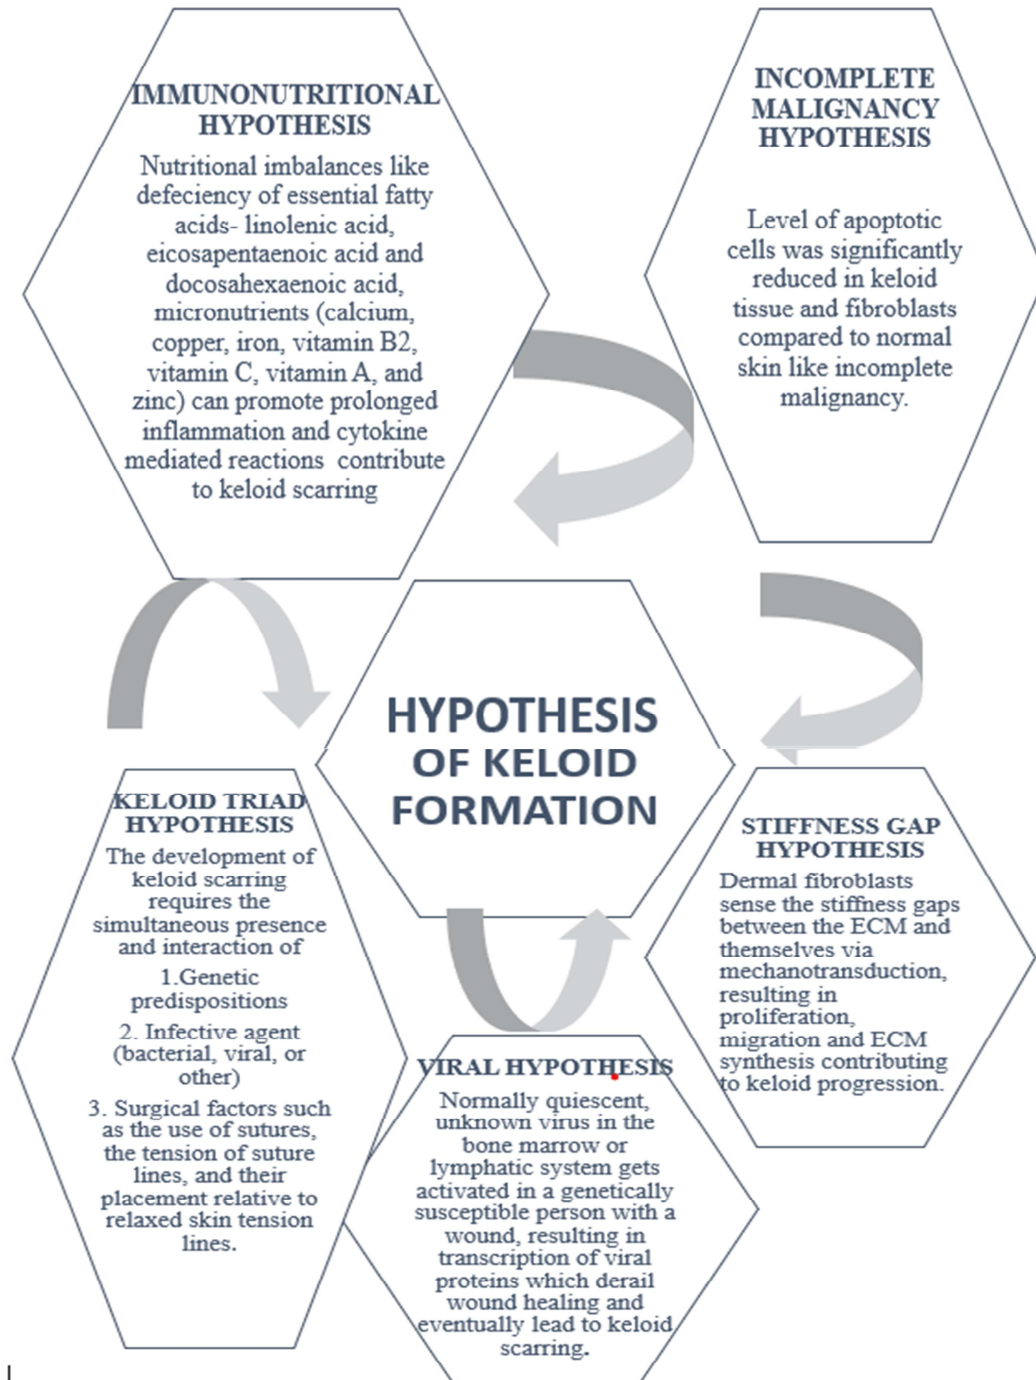 IMMUNONUTRITIONAL
HYPOTHESIS
Nutritional imbalances like
defeciency of essential fatty
acids- linolenic acid,
eicosapentaenoic acid and
docosahexaenoic acid,
micronutrients (calcium,
copper, iron, vitamin B2,
vitamin C, vitamin A, and
zinc) can promote prolonged
inflammation and cytokine
mediated reactions contribute
to keloid scarring
INCOMPLETE
MALIGNANCY
HYPOTHESIS
Level of apoptotic
cells was significantly
reduced in keloid
tissue and fibroblasts
compared to normal
skin like incomplete
malignancy.
HYPOTHESIS
OF KELOID
FORMATION
KELOID TRIAD
HYPOTHESIS
The development of
keloid scarring
requires the
simultaneous presence
and interaction of
1.Genetic
predispositions
2. Infective agent
(bacterial, viral, or
other)
3. Surgical factors such
as the use of sutures,
the tension of suture
lines, and their
placement relative to
relaxed skin tension
lines.
VIRAL HYPOTHESIS
Normally quiescent,
unknown virus in the
bone marrow or
lymphatic system gets
activated in a genetically
susceptible person with a
wound, resulting in
transcription of viral
proteins which derail
wound healing and
eventually lead to keloid
scarring.
STIFFNESS GAP
HYPOTHESIS
Dermal fibroblasts
sense the stiffness gaps
between the ECM and
themselves via
mechanotransduction,
resulting in
proliferation,
migration and ECM
synthesis contributing
to keloid progression.